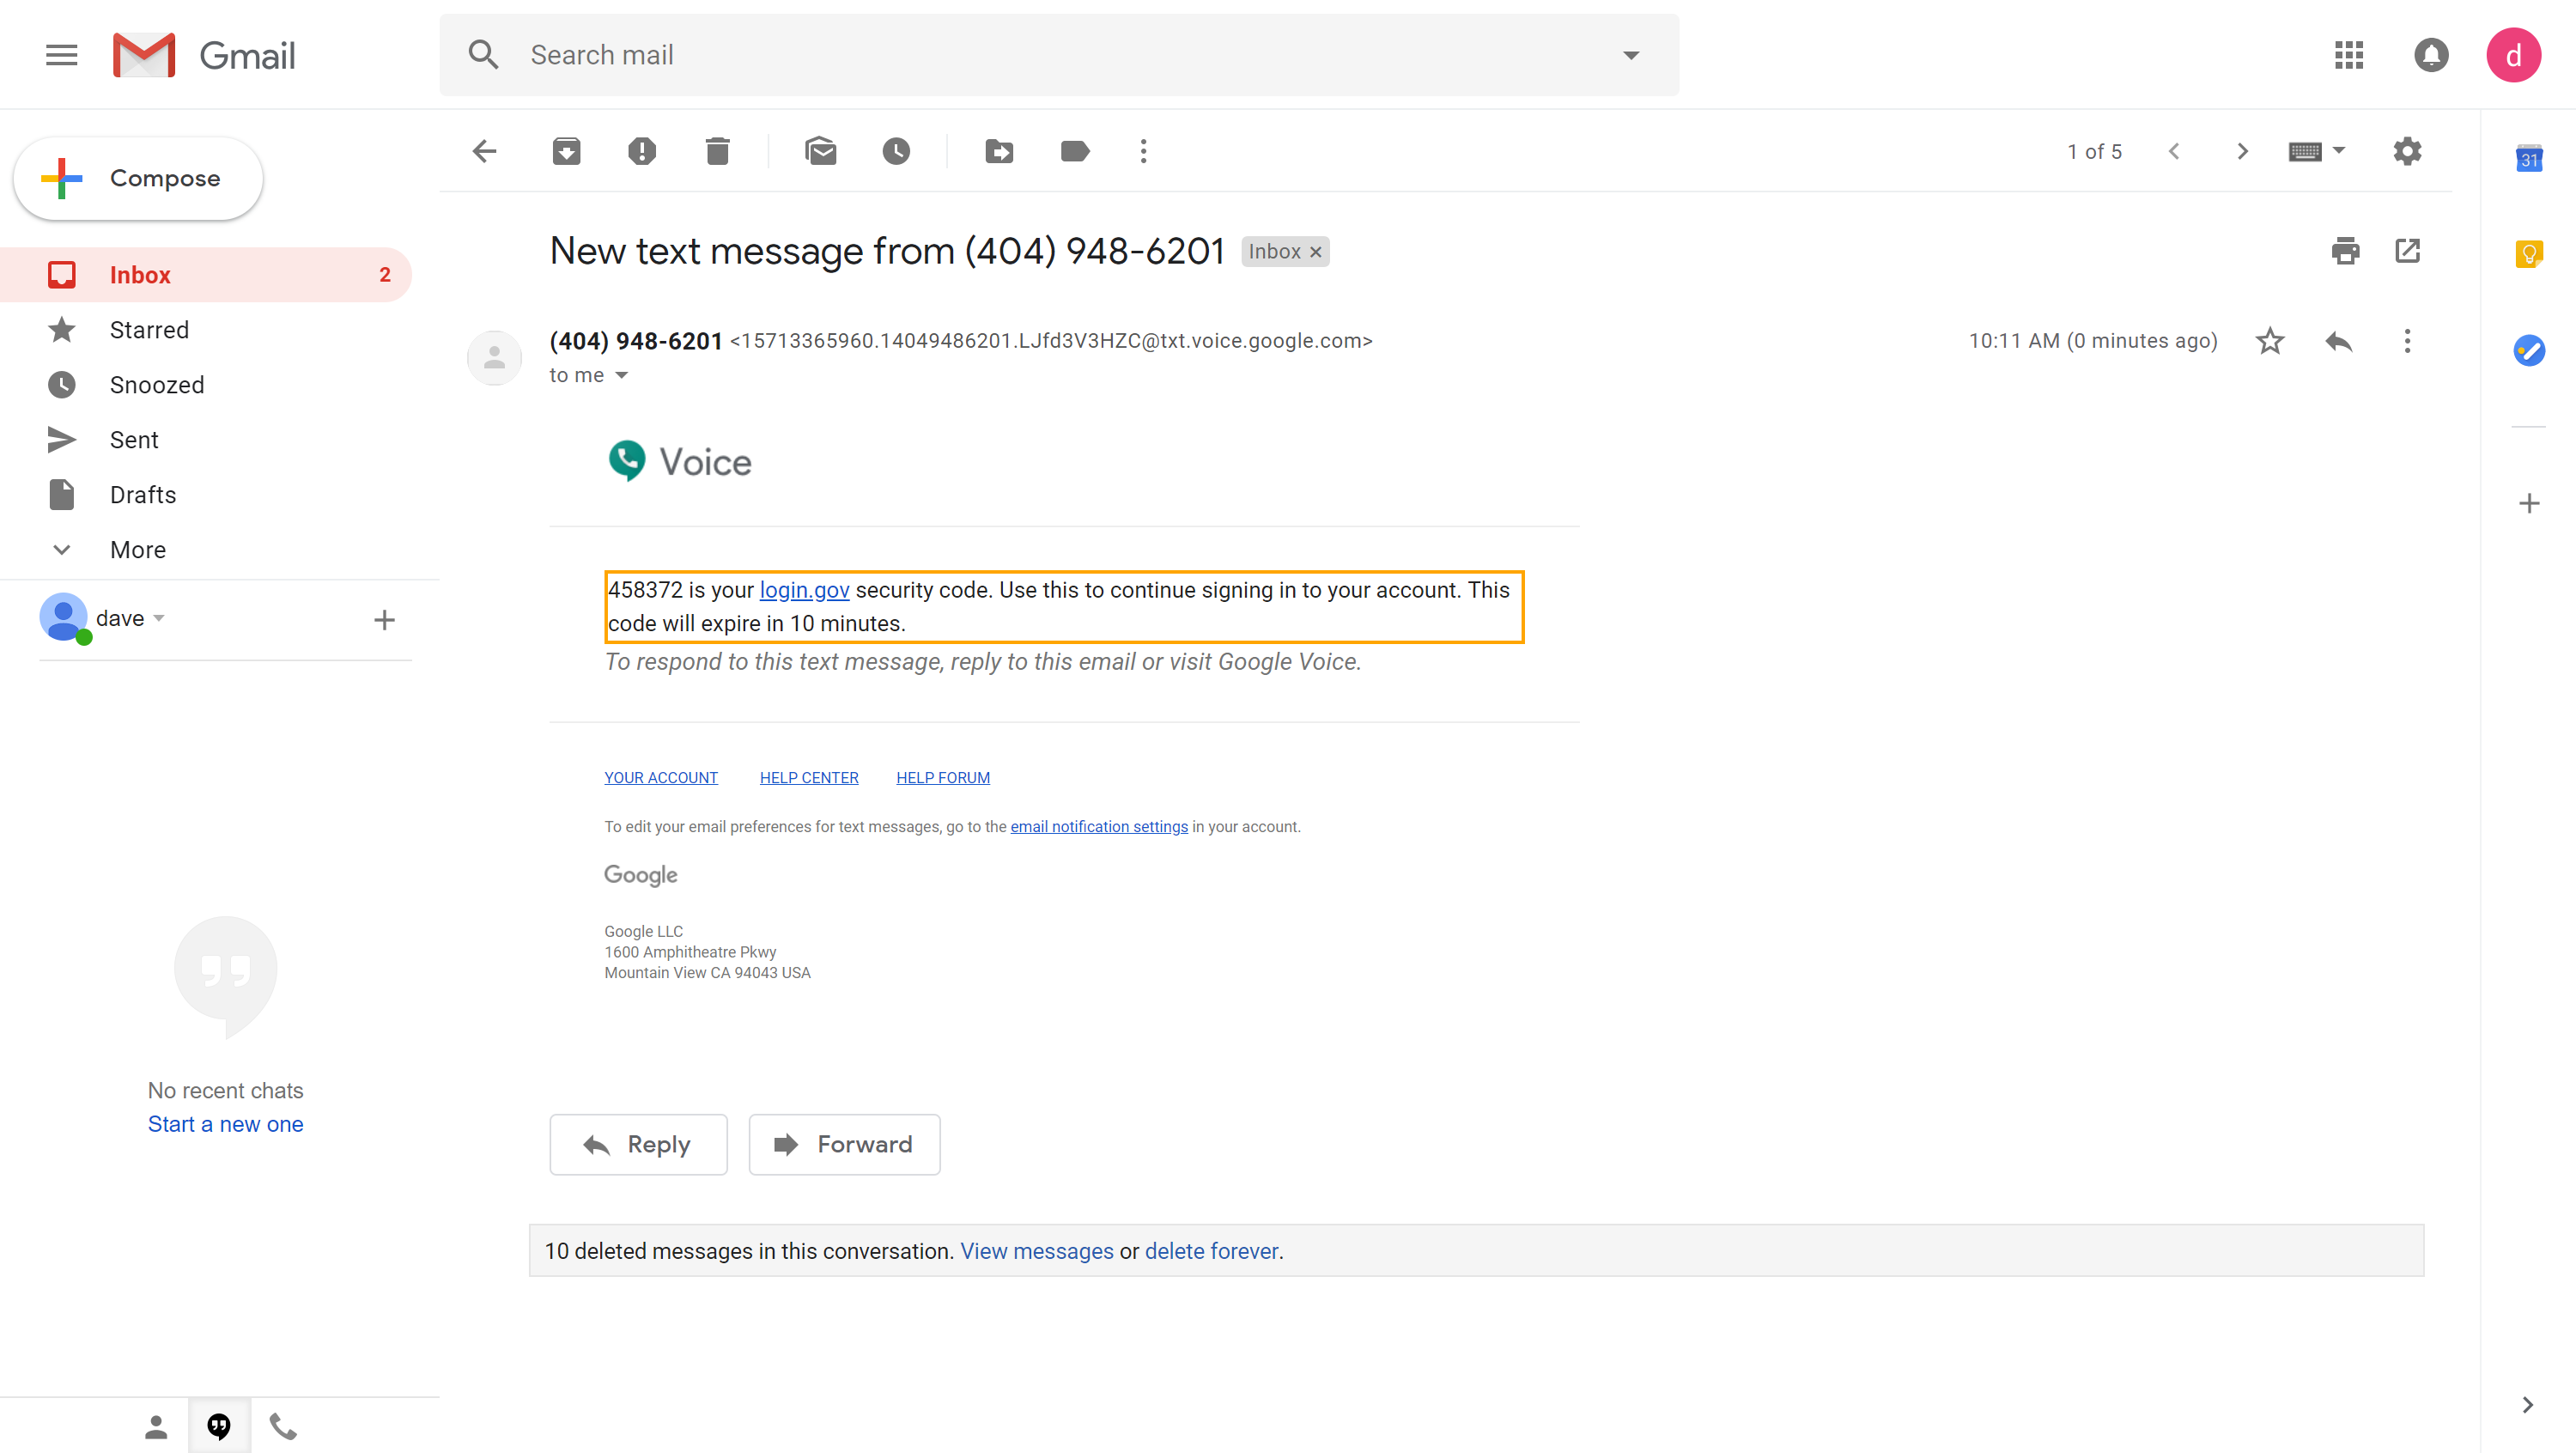 Gmail
Search mail
d
Compose
1 of 5
31
Inbox 2
Starred
Snoozed
Sent
Drafts
More
dave
No recent chats
Start a new one
New text message from (404) 948-6201 Inbox ×
(404) 948-6201 <15713365960.14049486201.LJfd3V3HZC@txt.voice.google.com> 10:11 AM (0 minutes ago)
to me
Voice
458372 is your login.gov security code. Use this to continue signing in to your account. This
code will expire in 10 minutes.
To respond to this text message, reply to this email or visit Google Voice.
YOUR ACCOUNT HELP CENTER HELP FORUM
To edit your email preferences for text messages, go to the email notification settings in your account.
Google
Google LLC
1600 Amphitheatre Pkwy
Mountain View CA 94043 USA
Reply Forward
10 deleted messages in this conversation. View messages or delete forever.